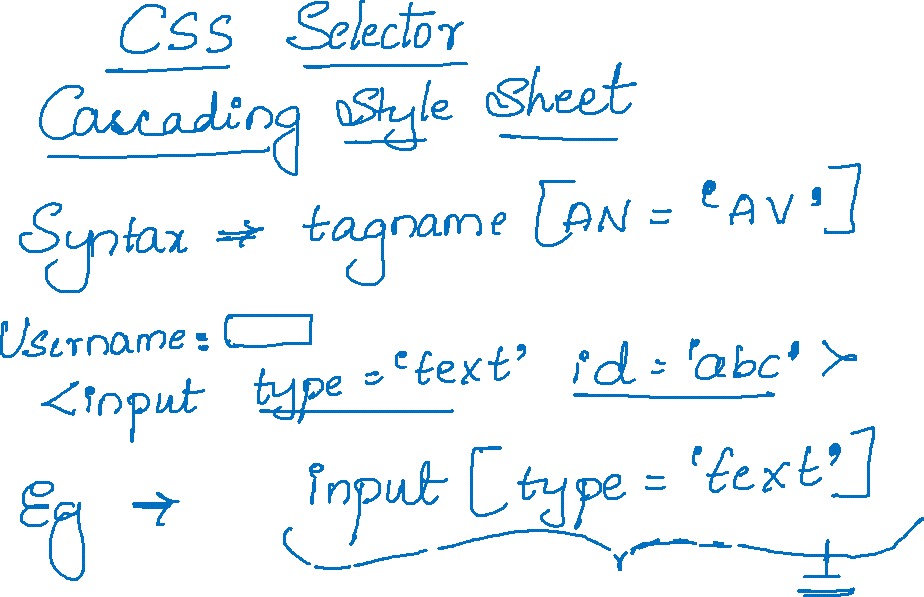 CSS Selector
Cascading Style Sheet
Syntax ⇒ tagname [AN = 'AV']
Username:
<input type = 'text' id = 'abc' >
Eg → input [type = 'text']